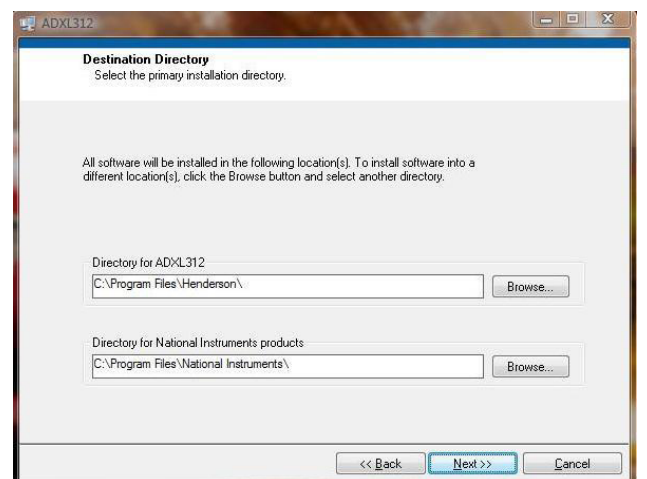 ADXL312
Destination Directory
Select the primary installation directory.
All software will be installed in the following location(s). To install software into a
different location(s), click the Browse button and select another directory.
Directory for ADXL312
C:\Program Files\Henderson\
Browse...
Directory for National Instruments products
C:\Program Files\National Instruments\
Browse...
<< Back
Next >>
Cancel